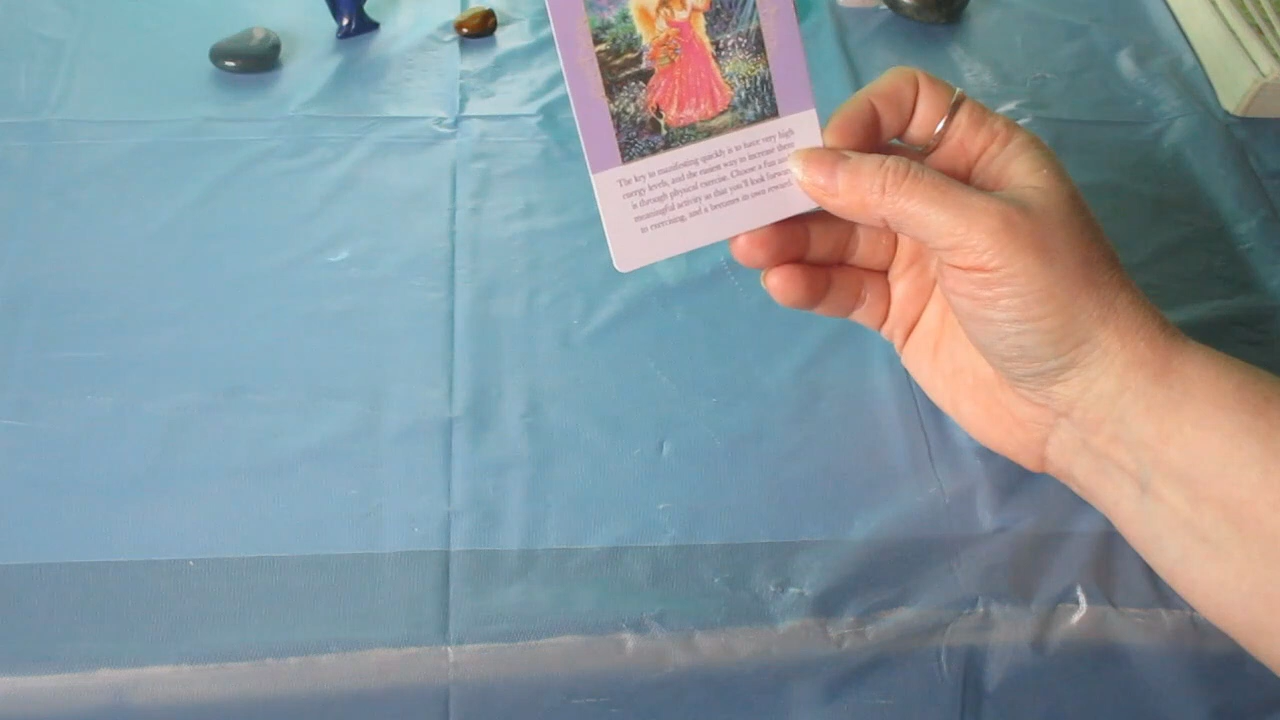 The key to manifesting quickly is to have very high
energy levels, and the easiest way to increase these
is through physical exercise. Choose a fun and
meaningful activity so that you'll look forward
to exercising, and it becomes its own reward.